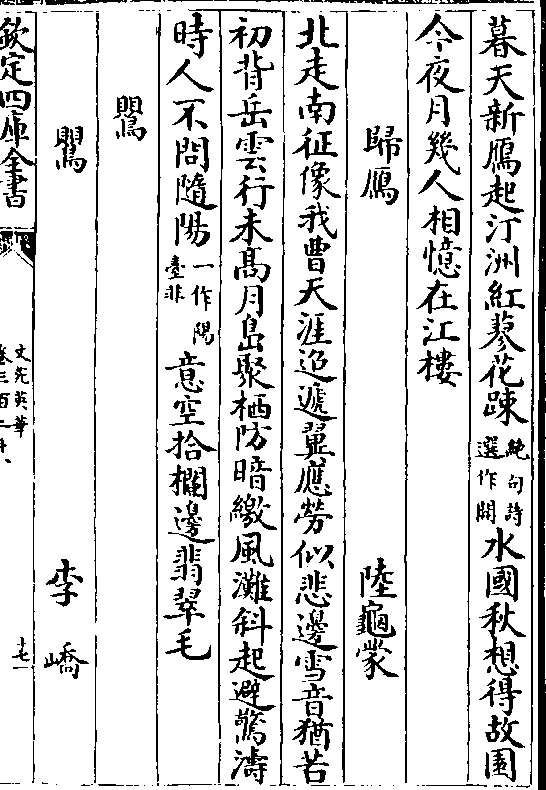 暮天新鴈起汀洲紅蓼花踈絶句詩選作開水國秋想得故園
今夜月幾人相憶在江樓
歸鴈 陸龜蒙
北走南征像我曹天涯迢遞翼應勞似悲邊雪音猶苦
初背岳雲行未髙月島聚栖防暗繳風灘斜起避驚濤
時人不問隨陽一作陽臺非意空拾欄邊翡翠毛
鸎
鸎 李嶠
欽定四庫全書
文苑英華
卷三百二十八
十七